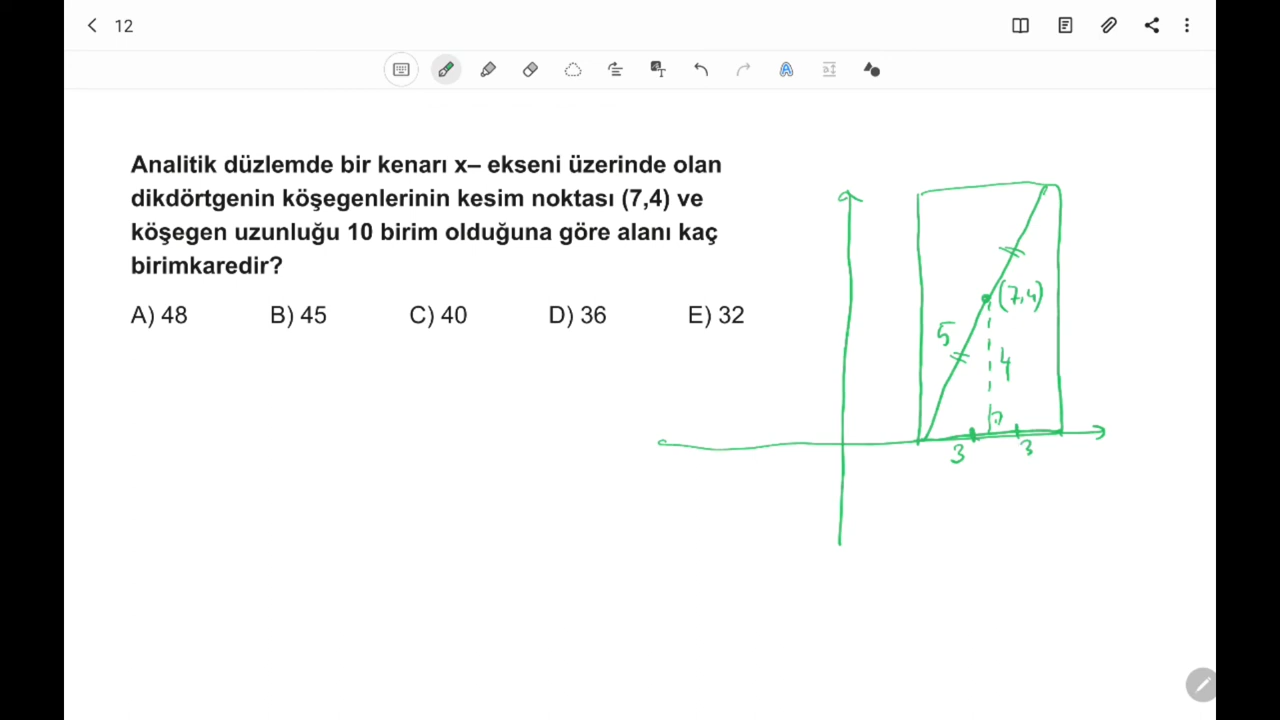 12
Analitik düzlemde bir kenarı x– ekseni üzerinde olan
dikdörtgenin köşegenlerinin kesim noktası (7,4) ve
köşegen uzunluğu 10 birim olduğuna göre alanı kaç
birimkaredir?
A) 48 B) 45 C) 40 D) 36 E) 32
(7,4)
5
4
7
3 3